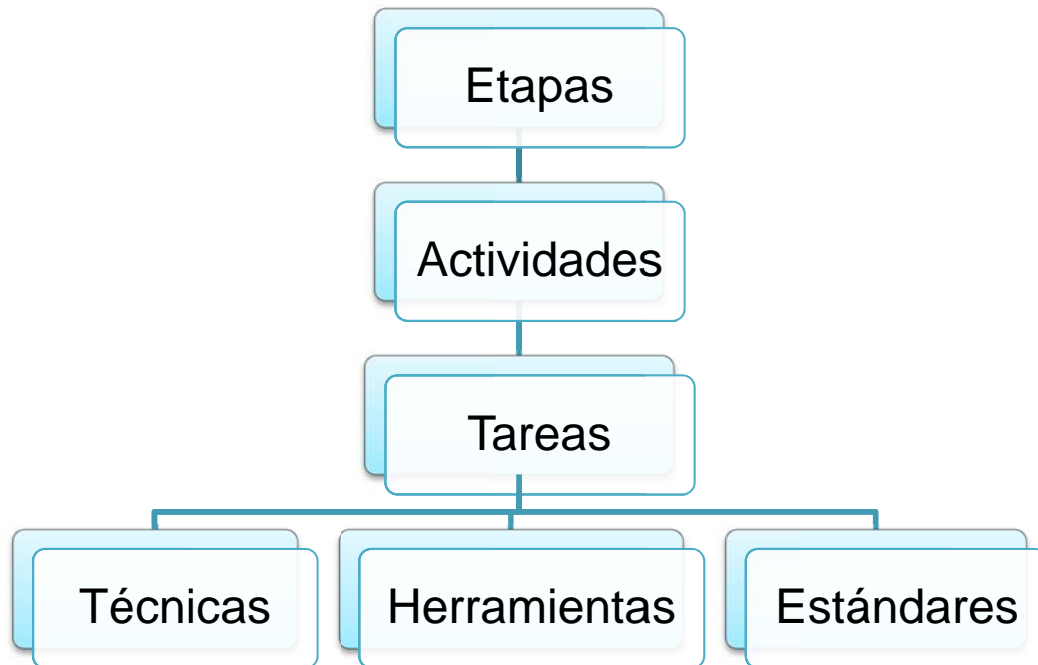 Etapas
Actividades
Tareas
Técnicas
Herramientas
Estándares